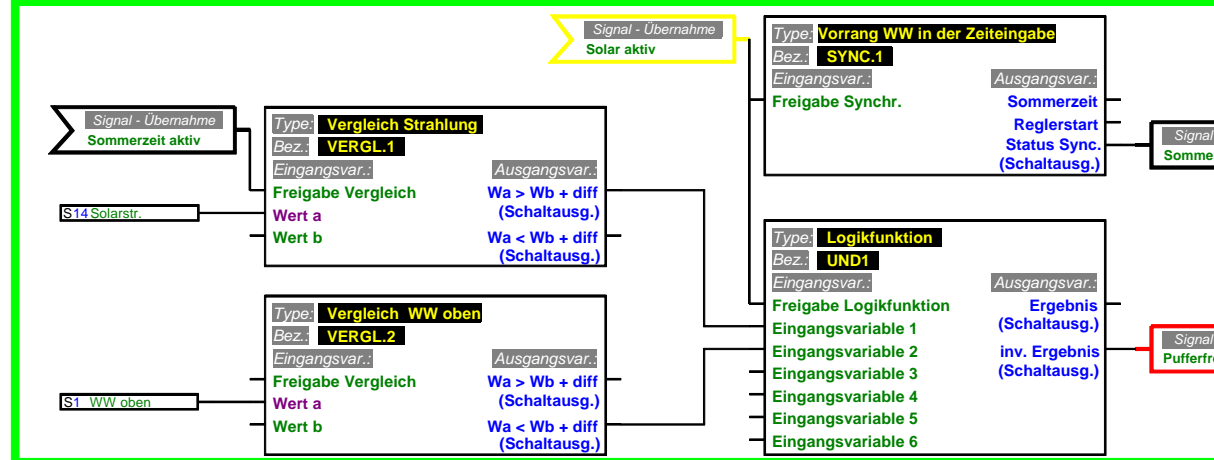 Signal - Übernahme
Solar aktiv
Type: Vorrang WW in der Zeiteingabe
Bez.: SYNC.1
Eingangsvar.: Ausgangsvar.:
Freigabe Synchr. Sommerzeit
Reglerstart
Status Sync.
(Schaltausg.)
Signal
Somme
Signal - Übernahme
Sommerzeit aktiv
Type: Vergleich Strahlung
Bez.: VERGL.1
Eingangsvar.: Ausgangsvar.:
Freigabe Vergleich Wa > Wb + diff
Wert a (Schaltausg.)
Wert b Wa < Wb + diff
(Schaltausg.)
S14 Solarstr.
Type: Logikfunktion
Bez.: UND1
Eingangsvar.: Ausgangsvar.:
Freigabe Logikfunktion Ergebnis
Eingangsvariable 1 (Schaltausg.)
Eingangsvariable 2 inv. Ergebnis
Eingangsvariable 3 (Schaltausg.)
Eingangsvariable 4
Eingangsvariable 5
Eingangsvariable 6
Signal
Pufferfre
Type: Vergleich WW oben
Bez.: VERGL.2
Eingangsvar.: Ausgangsvar.:
Freigabe Vergleich Wa > Wb + diff
Wert a (Schaltausg.)
Wert b Wa < Wb + diff
(Schaltausg.)
S1 WW oben